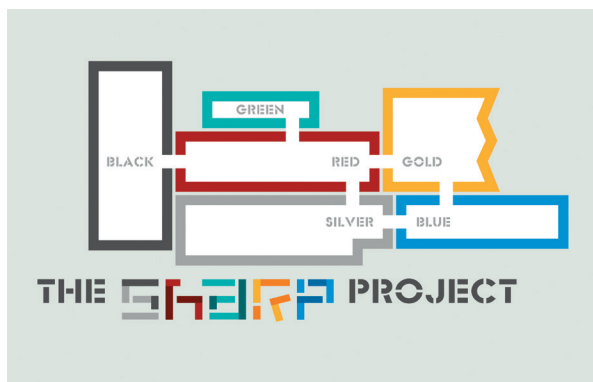 GREEN
BLACK
RED
GOLD
SILVER
BLUE
THE SHARP PROJECT